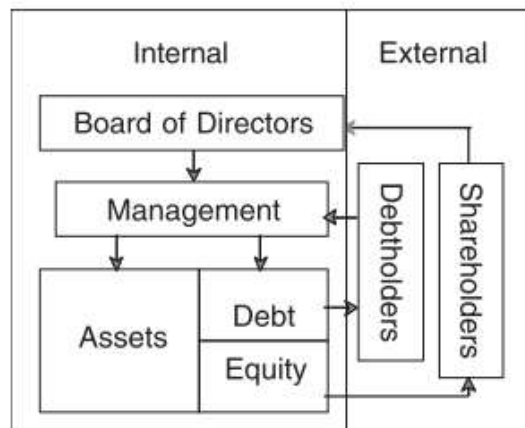 Internal
External
Board of Directors
Management
Debtholders
Shareholders
Assets
Debt
Equity